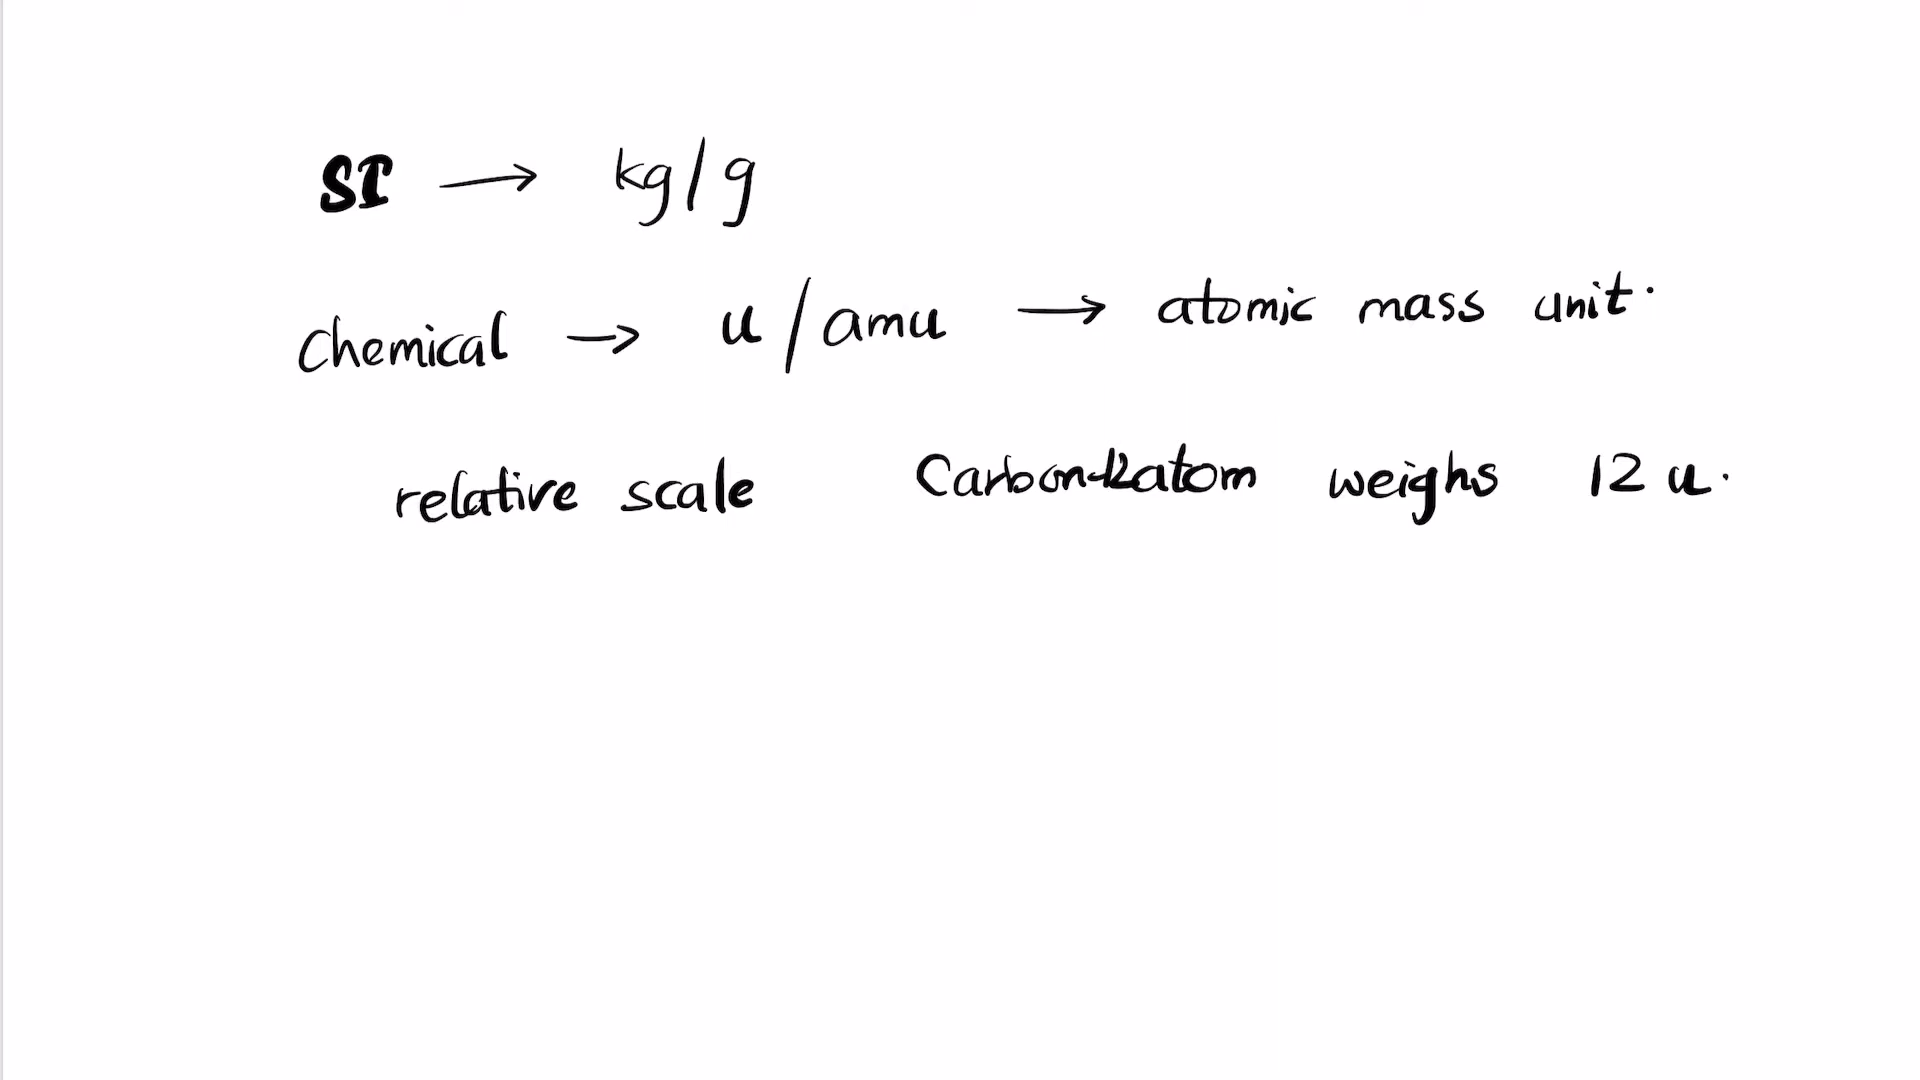 SI → kg/g
Chemical → u/amu → atomic mass unit.
relative scale Carbon-12 atom weighs 12 u.